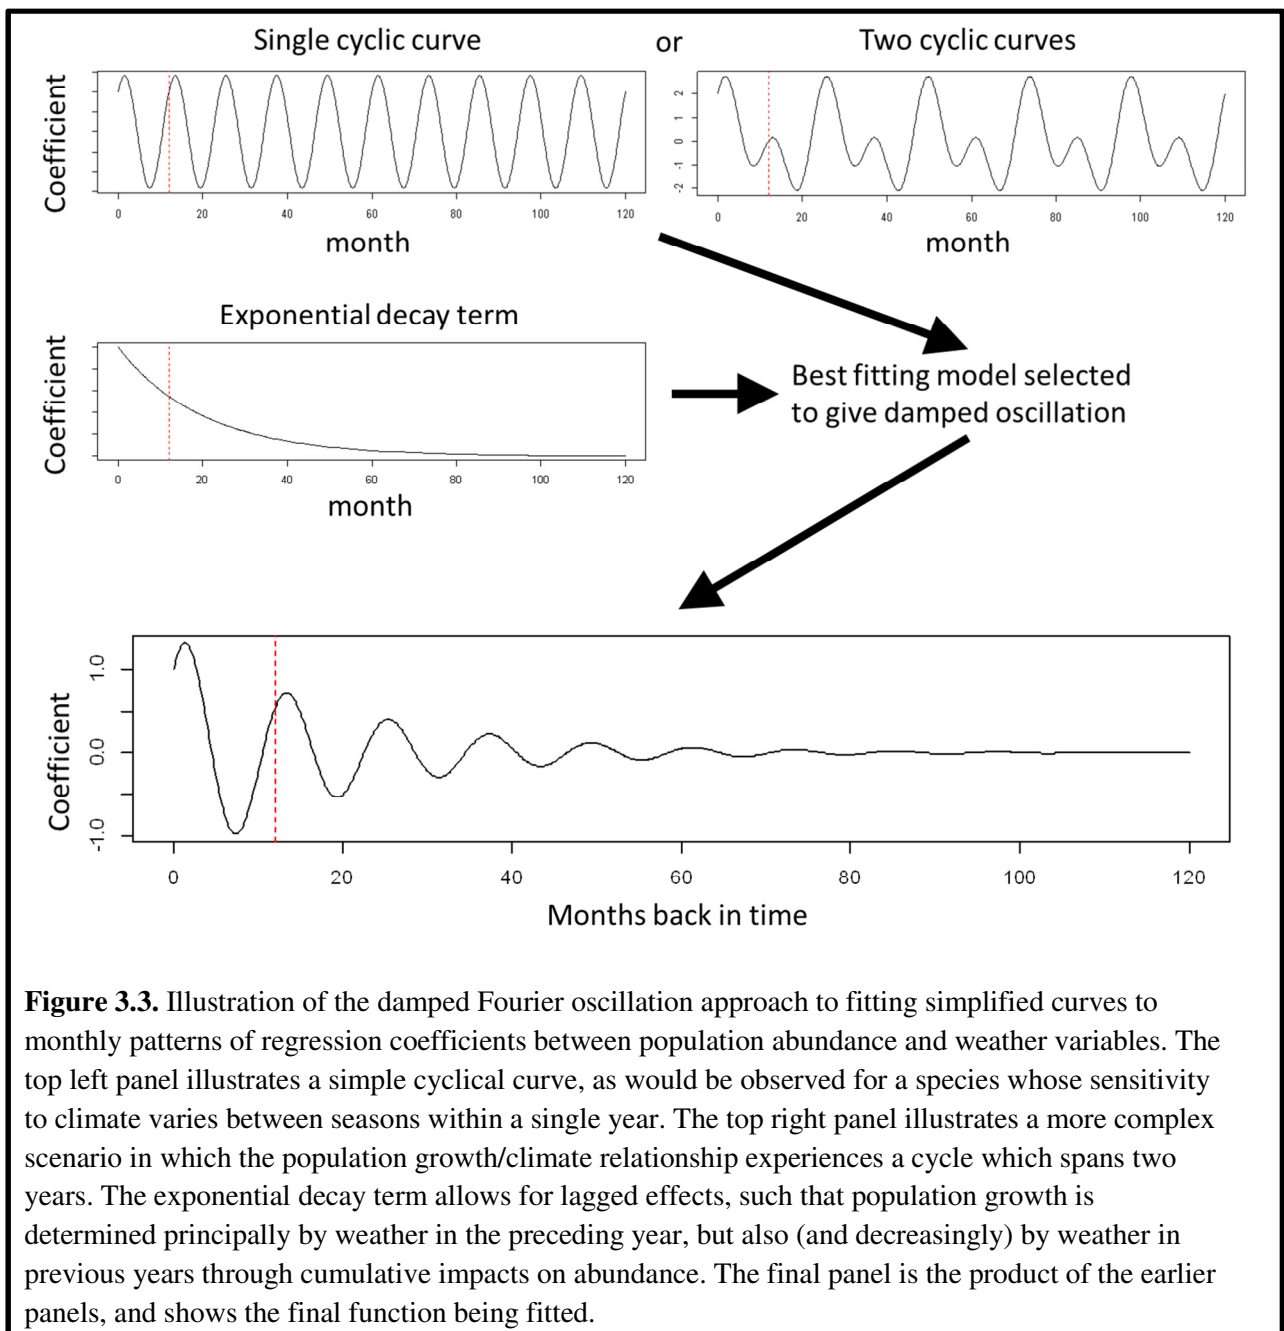 Single cyclic curve or Two cyclic curves
Coefficient
0 20 40 60 80 100 120
month
2
1
0
-1
-2
0 20 40 60 80 100 120
month
Exponential decay term
Coefficient
0 20 40 60 80 100 120
month
Best fitting model selected
to give damped oscillation
Coefficient
1.0
0.0
-1.0
0 20 40 60 80 100 120
Months back in time
Figure 3.3. Illustration of the damped Fourier oscillation approach to fitting simplified curves to
monthly patterns of regression coefficients between population abundance and weather variables. The
top left panel illustrates a simple cyclical curve, as would be observed for a species whose sensitivity
to climate varies between seasons within a single year. The top right panel illustrates a more complex
scenario in which the population growth/climate relationship experiences a cycle which spans two
years. The exponential decay term allows for lagged effects, such that population growth is
determined principally by weather in the preceding year, but also (and decreasingly) by weather in
previous years through cumulative impacts on abundance. The final panel is the product of the earlier
panels, and shows the final function being fitted.